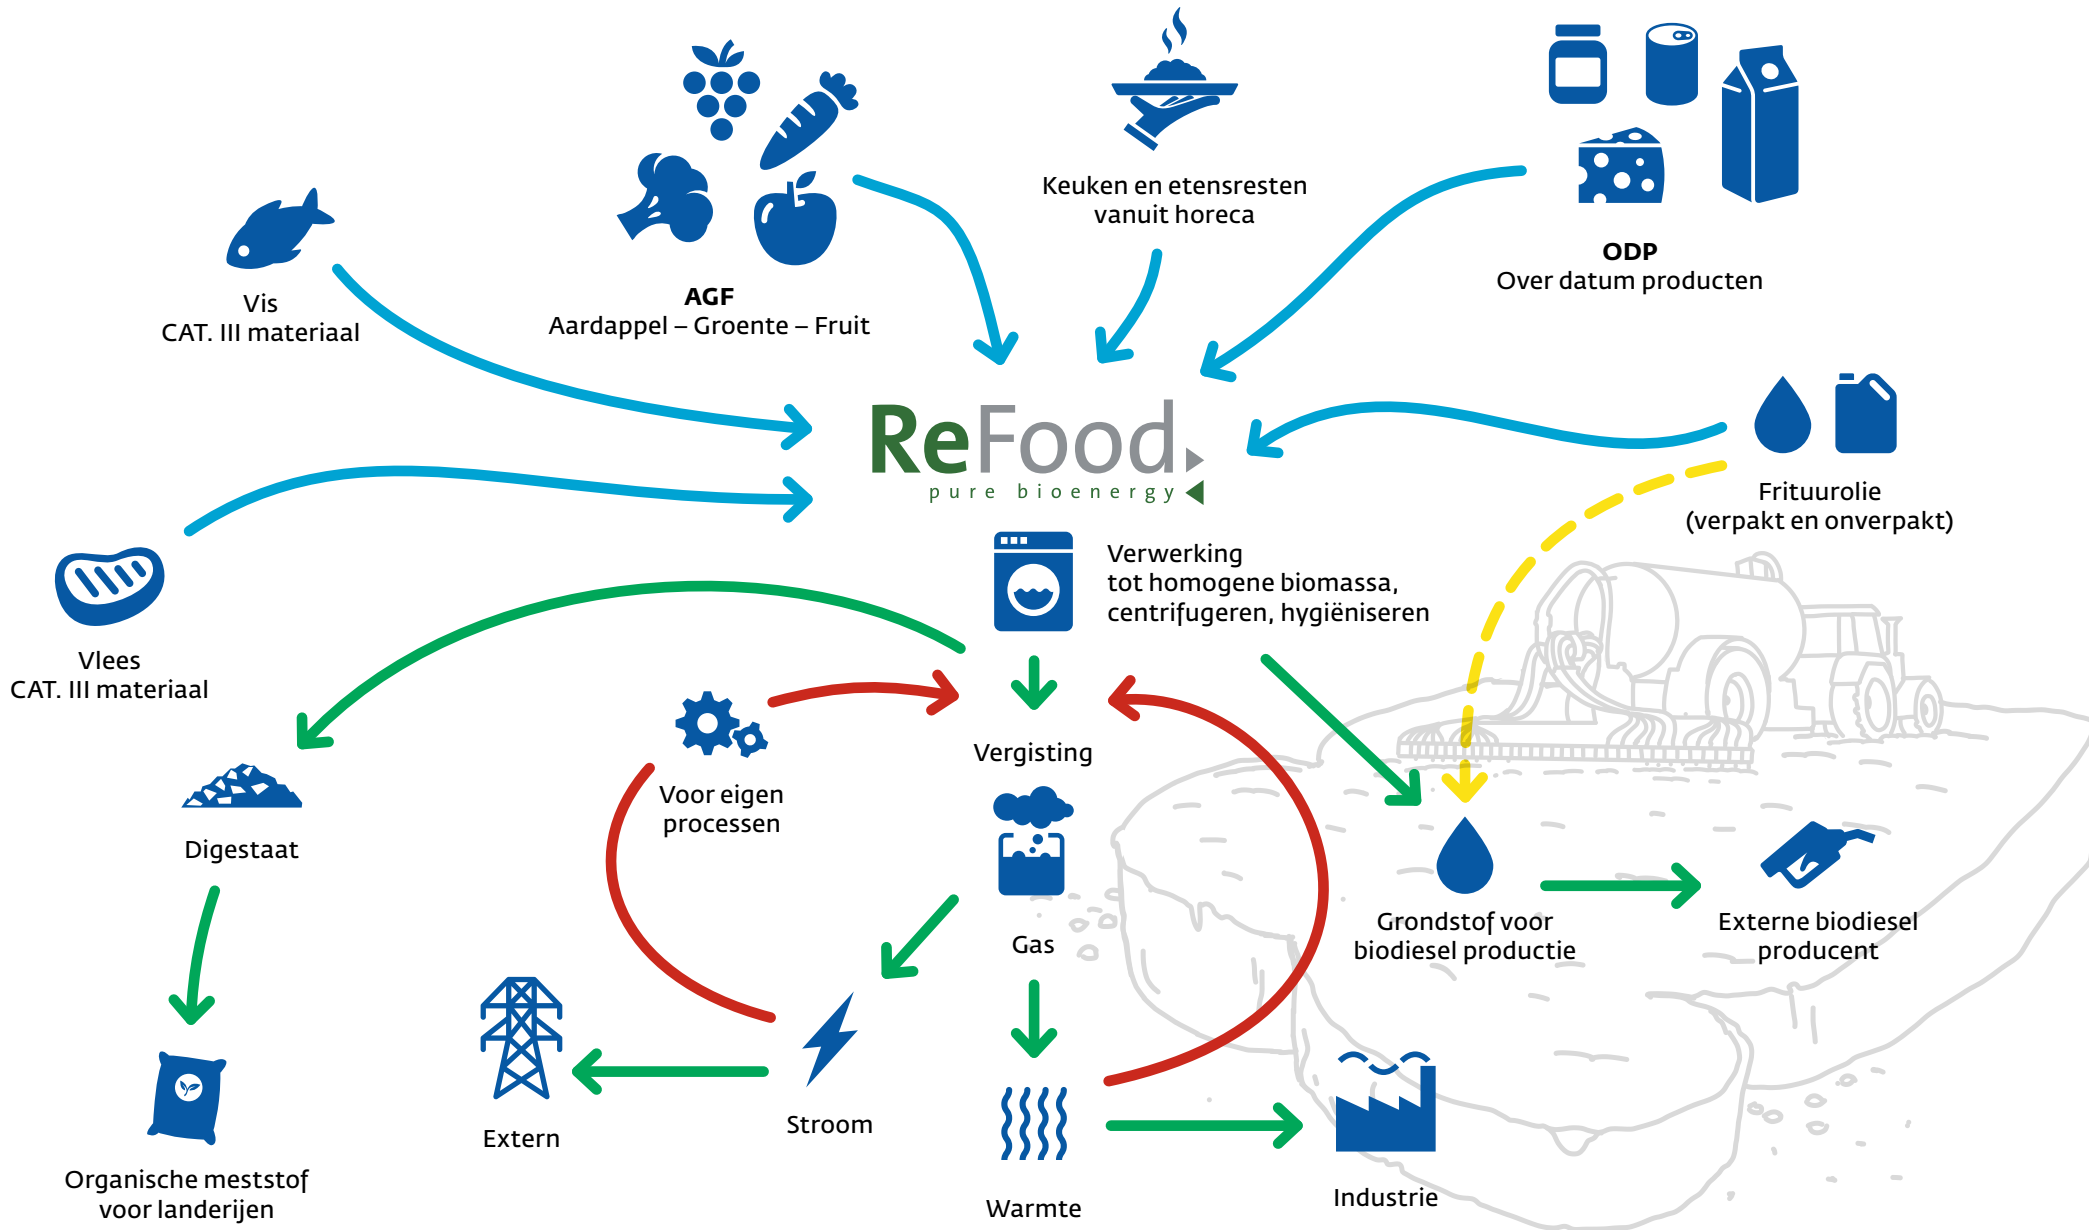 Keuken en etensresten
vanuit horeca
ODP
Over datum producten
AGF
Aardappel – Groente – Fruit
Vis
CAT. III materiaal
ReFood
pure bioenergy
Frituurolie
(verpakt en onverpakt)
Verwerking
tot homogene biomassa,
centrifugeren, hygiëniseren
Vlees
CAT. III materiaal
Vergisting
Voor eigen
processen
Digestaat
Gas
Grondstof voor
biodiesel productie
Externe biodiesel
producent
Extern
Stroom
Organische meststof
voor landerijen
Warmte
Industrie